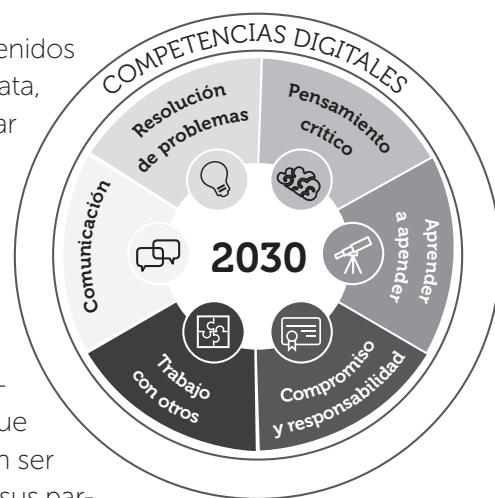 enidos
ata,
ar
-
ue
n ser
sus par-
COMPETENCIAS DIGITALES
Resolución
de problemas
Pensamiento
crítico
Aprender
a apender
Compromiso
y responsabilidad
Trabajo
con otros
Comunicación
2030